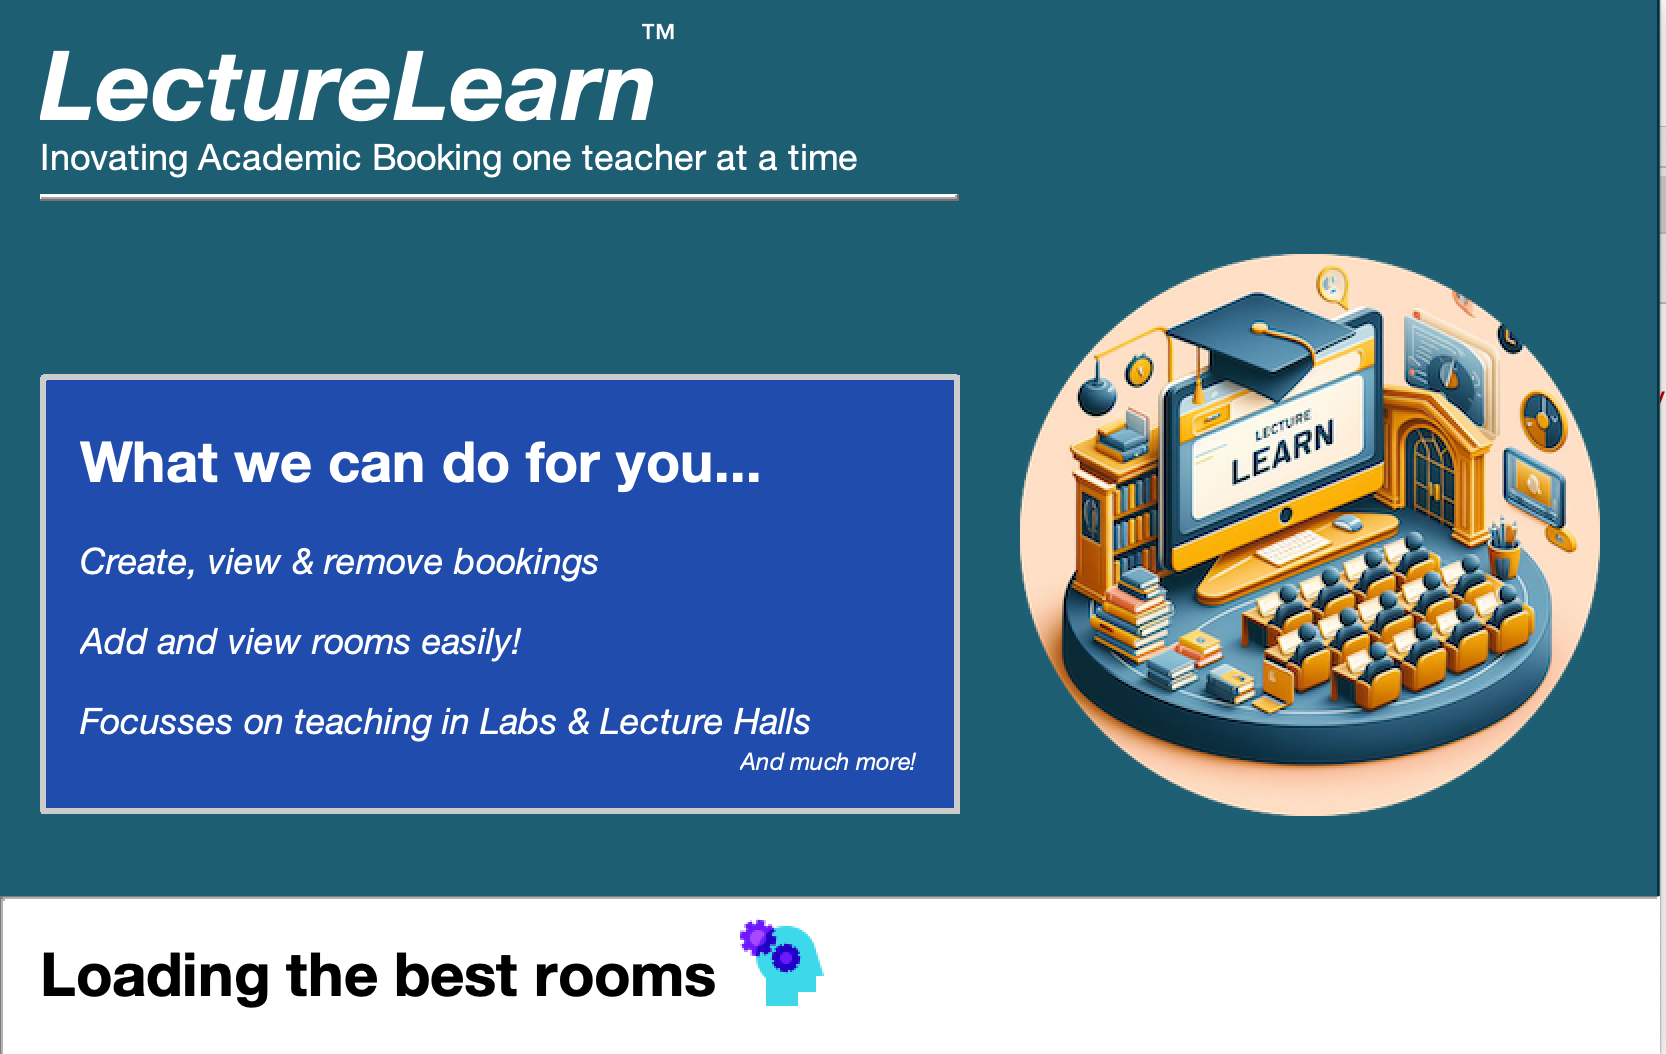 LectureLearn™
Inovating Academic Booking one teacher at a time
LECTURE
LEARN
What we can do for you...
Create, view & remove bookings
Add and view rooms easily!
Focusses on teaching in Labs & Lecture Halls
And much more!
Loading the best rooms